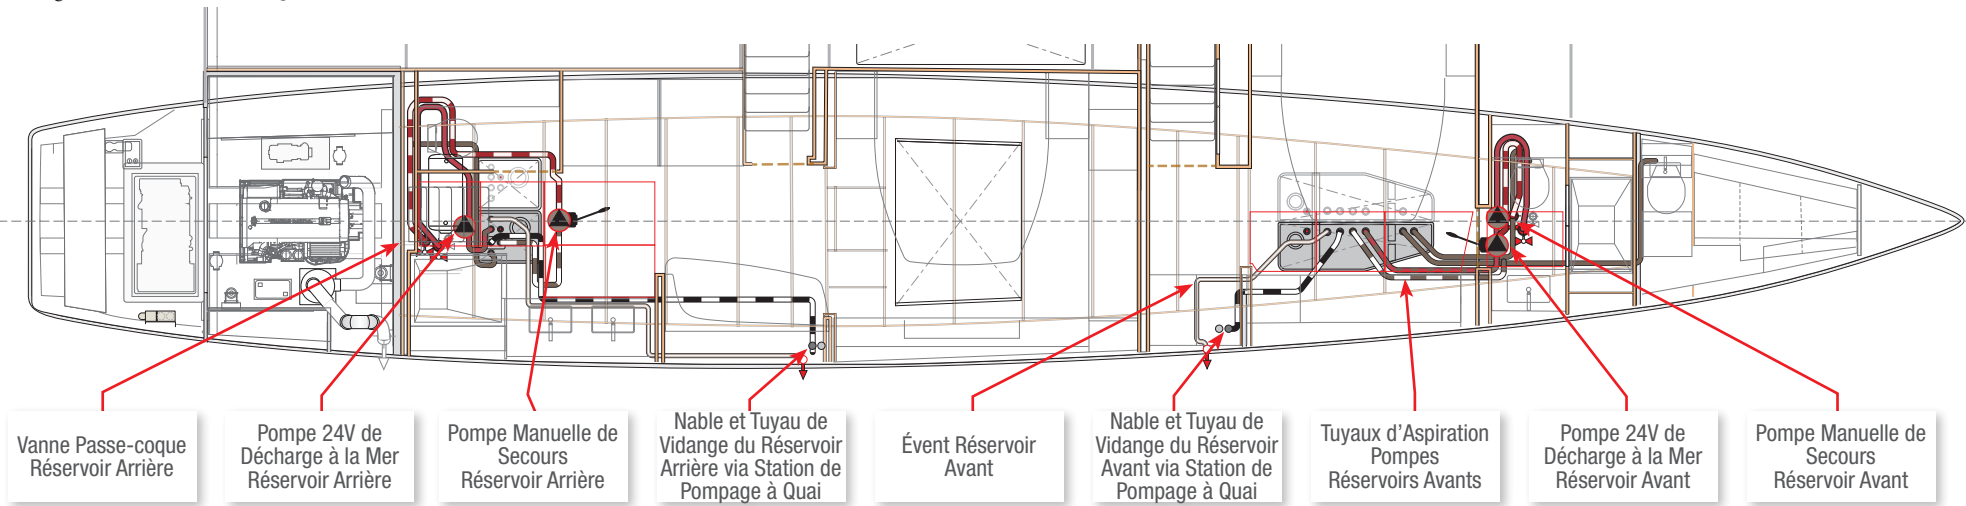 Vanne Passe-coque
Réservoir Arrière
Pompe 24V de
Décharge à la Mer
Réservoir Arrière
Pompe Manuelle de
Secours
Réservoir Arrière
Nable et Tuyau de
Vidange du Réservoir
Arrière via Station de
Pompage à Quai
Évent Réservoir
Avant
Nable et Tuyau de
Vidange du Réservoir
Avant via Station de
Pompage à Quai
Tuyaux d'Aspiration
Pompes
Réservoirs Avants
Pompe 24V de
Décharge à la Mer
Réservoir Avant
Pompe Manuelle de
Secours
Réservoir Avant